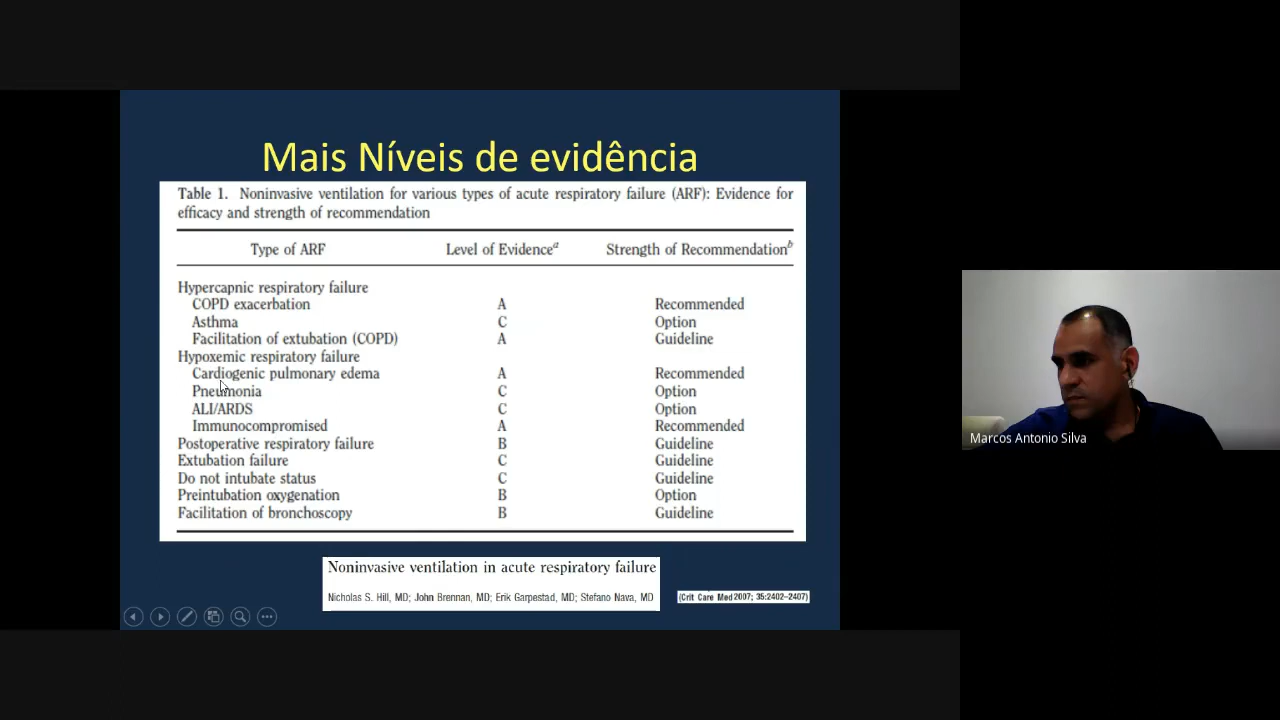 Mais Níveis de evidência
Table 1. Noninvasive ventilation for various types of acute respiratory failure (ARF): Evidence for
efficacy and strength of recommendation
Type of ARF Level of Evidence^a Strength of Recommendation^b
Hypercapnic respiratory failure
COPD exacerbation A Recommended
Asthma C Option
Facilitation of extubation (COPD) A Guideline
Hypoxemic respiratory failure
Cardiogenic pulmonary edema A Recommended
Pneumonia C Option
ALI/ARDS C Option
Immunocompromised A Recommended
Postoperative respiratory failure B Guideline
Extubation failure C Guideline
Do not intubate status C Guideline
Preintubation oxygenation B Option
Facilitation of bronchoscopy B Guideline
Noninvasive ventilation in acute respiratory failure
Nicholas S. Hill, MD; John Brennan, MD; Erik Garpestad, MD; Stefano Nava, MD
(Crit Care Med 2007; 35:2402–2407)
Marcos Antonio Silva